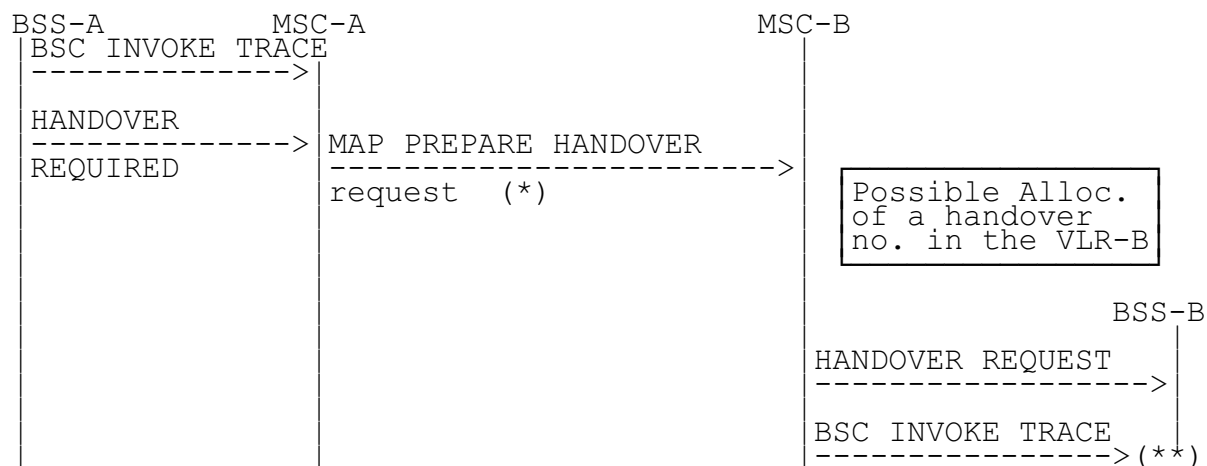 BSS-A MSC-A MSC-B
BSC INVOKE TRACE
-------------->
HANDOVER
--------------> MAP PREPARE HANDOVER
REQUIRED ------------------------>
request (*)
Possible Alloc.
of a handover
no. in the VLR-B
BSS-B
HANDOVER REQUEST
------------------>
BSC INVOKE TRACE
---------------->(**)